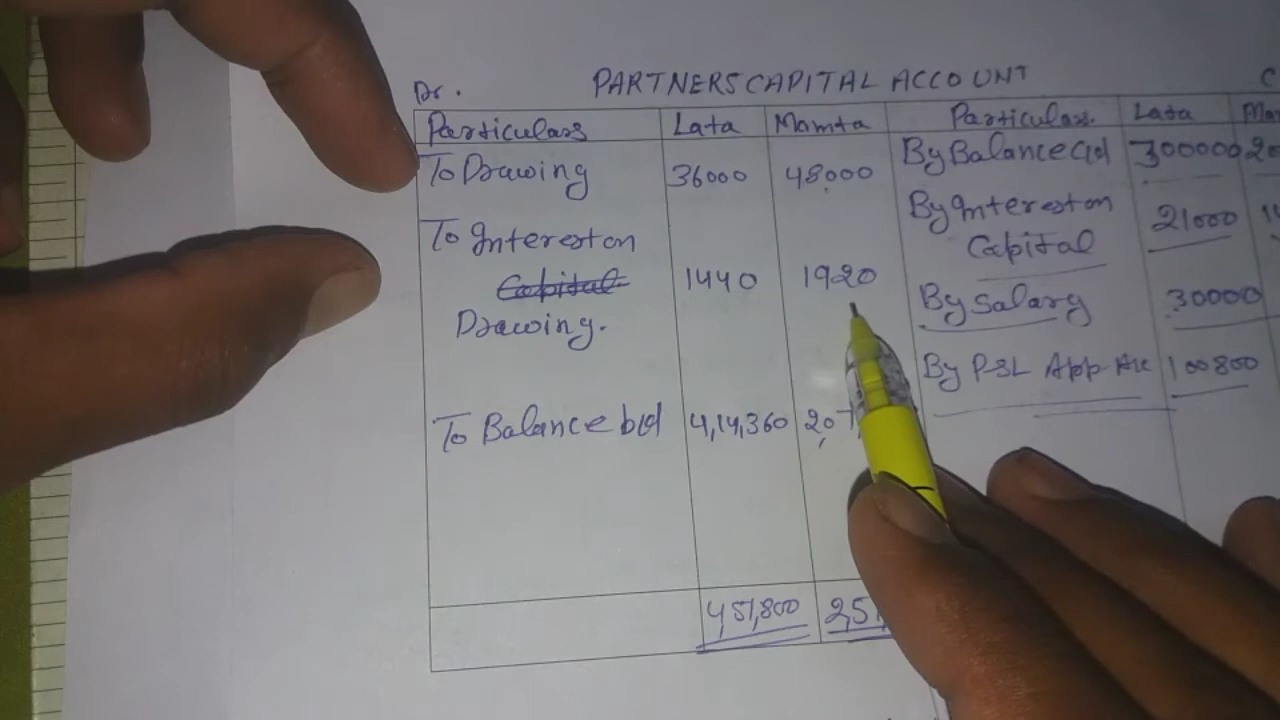 Dr. PARTNERS CAPITAL ACCOUNT
Particulars Lata Mamta Particulars. Lata
To Drawing 36000 48000 By Balance c/d 300000
To Interest on By Interest on 21000
Capital 1440 1920 Capital
Drawing. By Salary 30000
By P&L App. A/c 100800
To Balance b/d 4,14,360
451,800